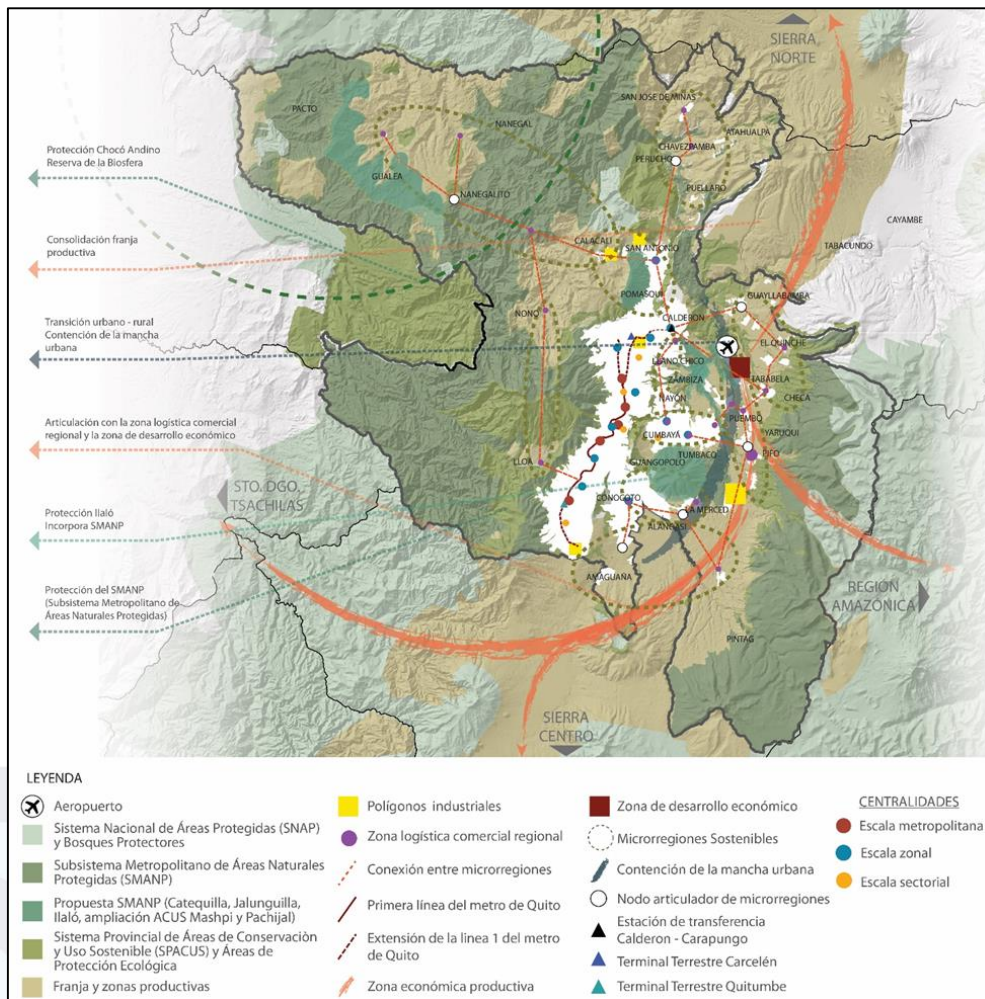 SIERRA,
NORTE
PACTO
NANEGAL
SAN JOSE DE MINAS
ATAHUALPA
CHAVEZPAMBA
PERUCHO
PUELLARO
GUALEA
NANEGALITO
CAYAMBE
TABACUNDO
Protección Chocó Andino
Reserva de la Biosfera
Consolidación franja
productiva
Transición urbano - rural
Contención de la mancha
urbana
Articulación con la zona logística comercial
regional y la zona de desarrollo económico
Protección Ilaló
Incorpora SMANP
Protección del SMANP
(Subsistema Metropolitano de
Áreas Naturales Protegidas)
CALACALÍ
SAN ANTONIO
POMASQUI
NONO
CALDERON
GUAYLLABAMBA
EL QUINCHE
LLANO CHICO
ZAMBIZA
NAYÓN
TABABELA
CHECA
PUEMBO
YARUQUI
CUMBAYÁ
TUMBACO
PIFO
LLOA
GUANGOPOLO
CONOCOTO
LA MERCED
ALANGASI
AMAGUAÑA
PINTAG
STO. DGO,
TSACHILAS
REGIÓN
AMAZÓNICA
SIERRA
CENTRO
LEYENDA
Aeropuerto
Sistema Nacional de Áreas Protegidas (SNAP)
y Bosques Protectores
Subsistema Metropolitano de Áreas Naturales
Protegidas (SMANP)
Propuesta SMANP (Catequilla, Jalunguilla,
Ilaló, ampliación ACUS Mashpi y Pachijal)
Sistema Provincial de Áreas de Conservaciòn
y Uso Sostenible (SPACUS) y Áreas de
Protección Ecológica
Franja y zonas productivas
Polígonos industriales
Zona logística comercial regional
Conexión entre microrregiones
Primera línea del metro de Quito
Extensión de la linea 1 del metro
de Quito
Zona económica productiva
Zona de desarrollo económico
Microrregiones Sostenibles
Contención de la mancha urbana
Nodo articulador de microrregiones
Estación de transferencia
Calderon - Carapungo
Terminal Terrestre Carcelén
Terminal Terrestre Quitumbe
CENTRALIDADES
Escala metropolitana
Escala zonal
Escala sectorial